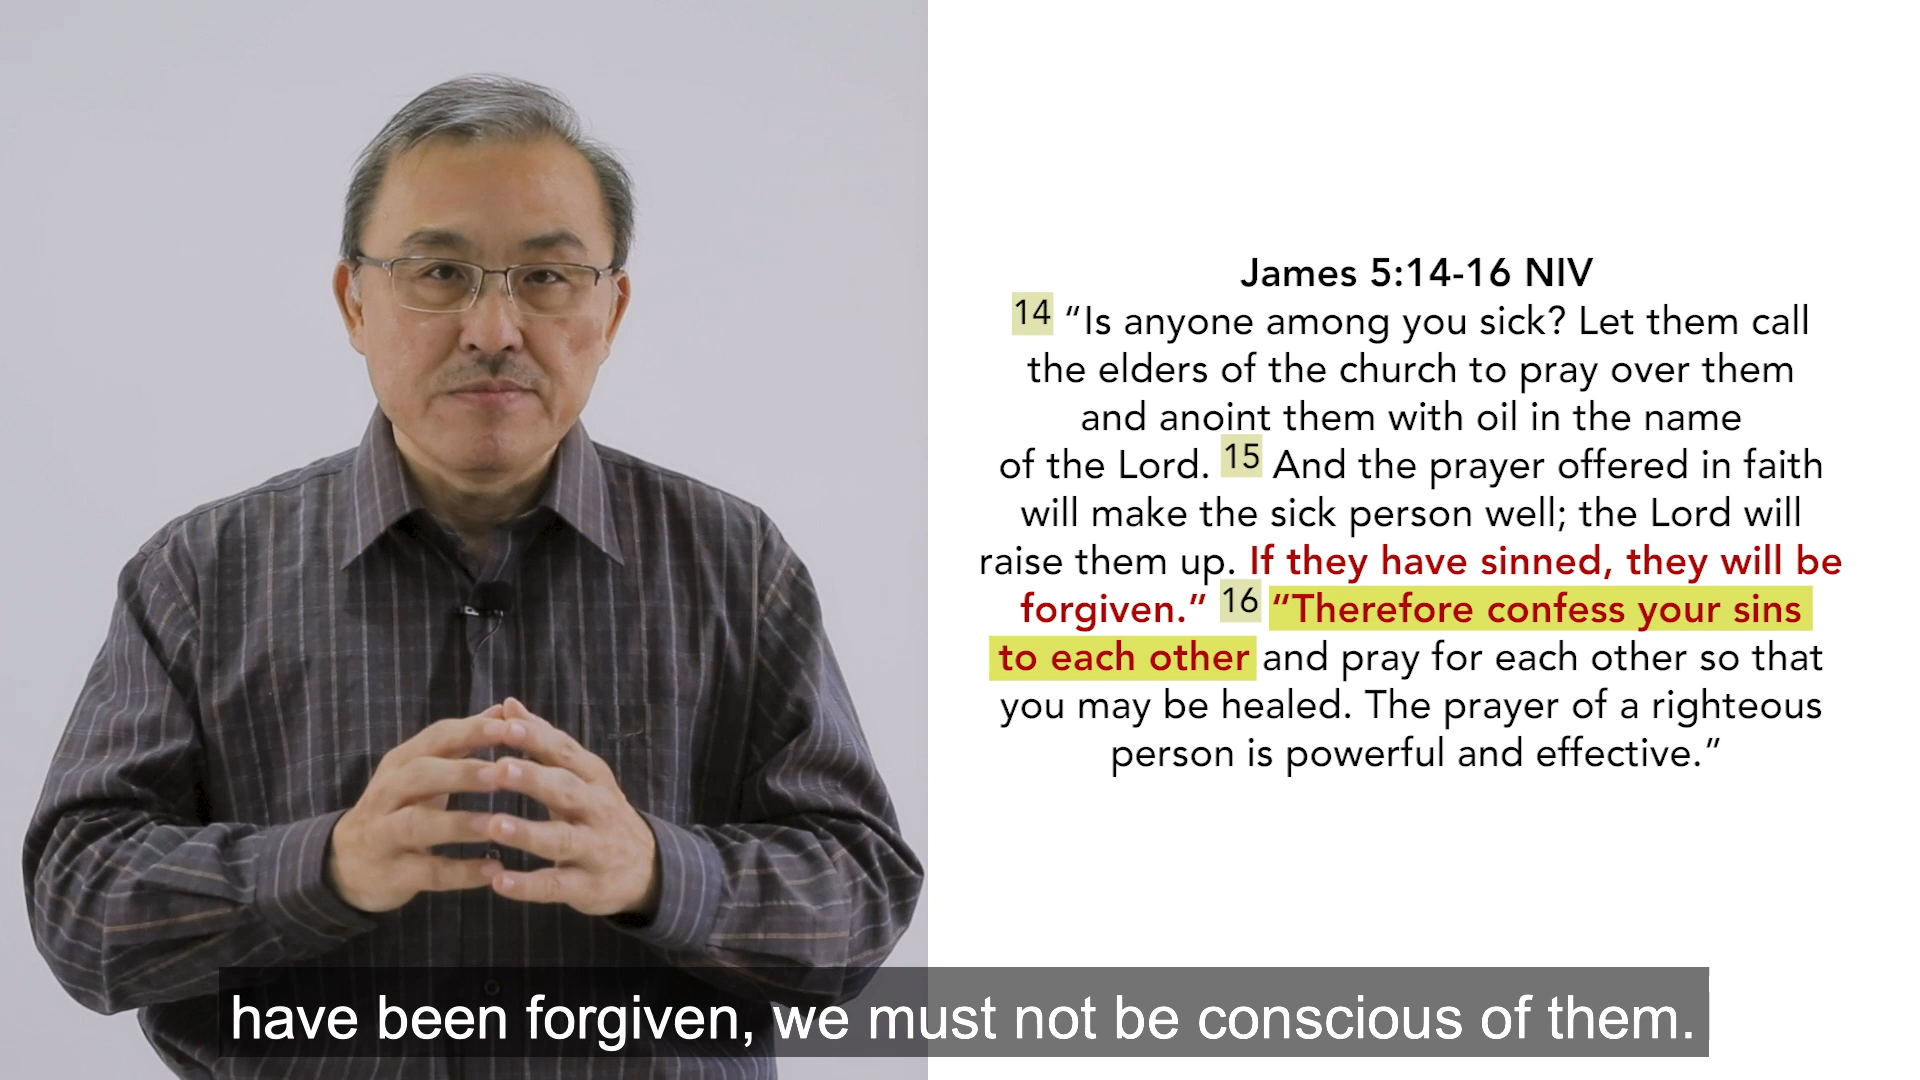 James 5:14-16 NIV
14 “Is anyone among you sick? Let them call
the elders of the church to pray over them
and anoint them with oil in the name
of the Lord. 15 And the prayer offered in faith
will make the sick person well; the Lord will
raise them up. If they have sinned, they will be
forgiven.” 16 “Therefore confess your sins
to each other and pray for each other so that
you may be healed. The prayer of a righteous
person is powerful and effective.”
have been forgiven, we must not be conscious of them.